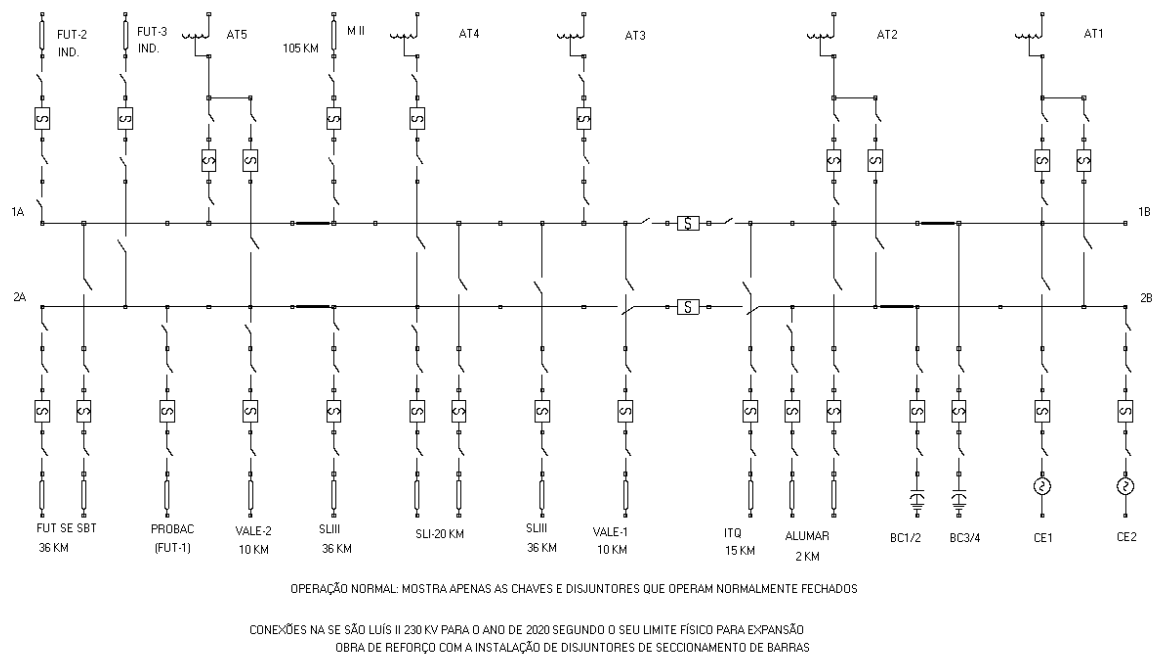 FUT-2
IND.
FUT-3
IND.
AT5
M II
105 KM
AT4
AT3
AT2
AT1
1A
1B
2A
2B
FUT SE SBT
36 KM
PROBAC
(FUT-1)
VALE-2
10 KM
SLIII
36 KM
SLI-20 KM
SLIII
36 KM
VALE-1
10 KM
ITQ
15 KM
ALUMAR
2 KM
BC1/2
BC3/4
CE1
CE2
OPERAÇÃO NORMAL: MOSTRA APENAS AS CHAVES E DISJUNTORES QUE OPERAM NORMALMENTE FECHADOS
CONEXÕES NA SE SÃO LUÍS II 230 KV PARA O ANO DE 2020 SEGUNDO O SEU LIMITE FÍSICO PARA EXPANSÃO
OBRA DE REFORÇO COM A INSTALAÇÃO DE DISJUNTORES DE SECCIONAMENTO DE BARRAS